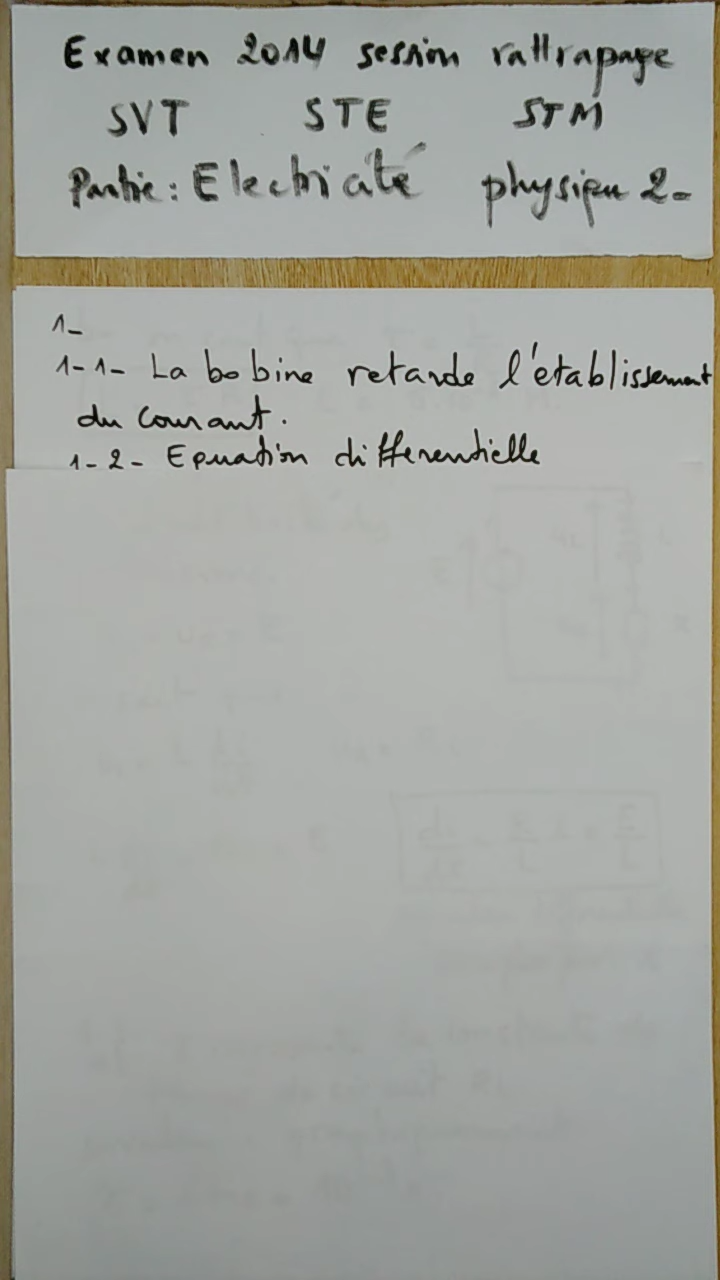 Examen 2014 session rattrapage
SVT STE STM
Partie : Electricité physique 2-
1-
1-1- La bobine retarde l'établissement
du courant.
1-2- Equation differentielle